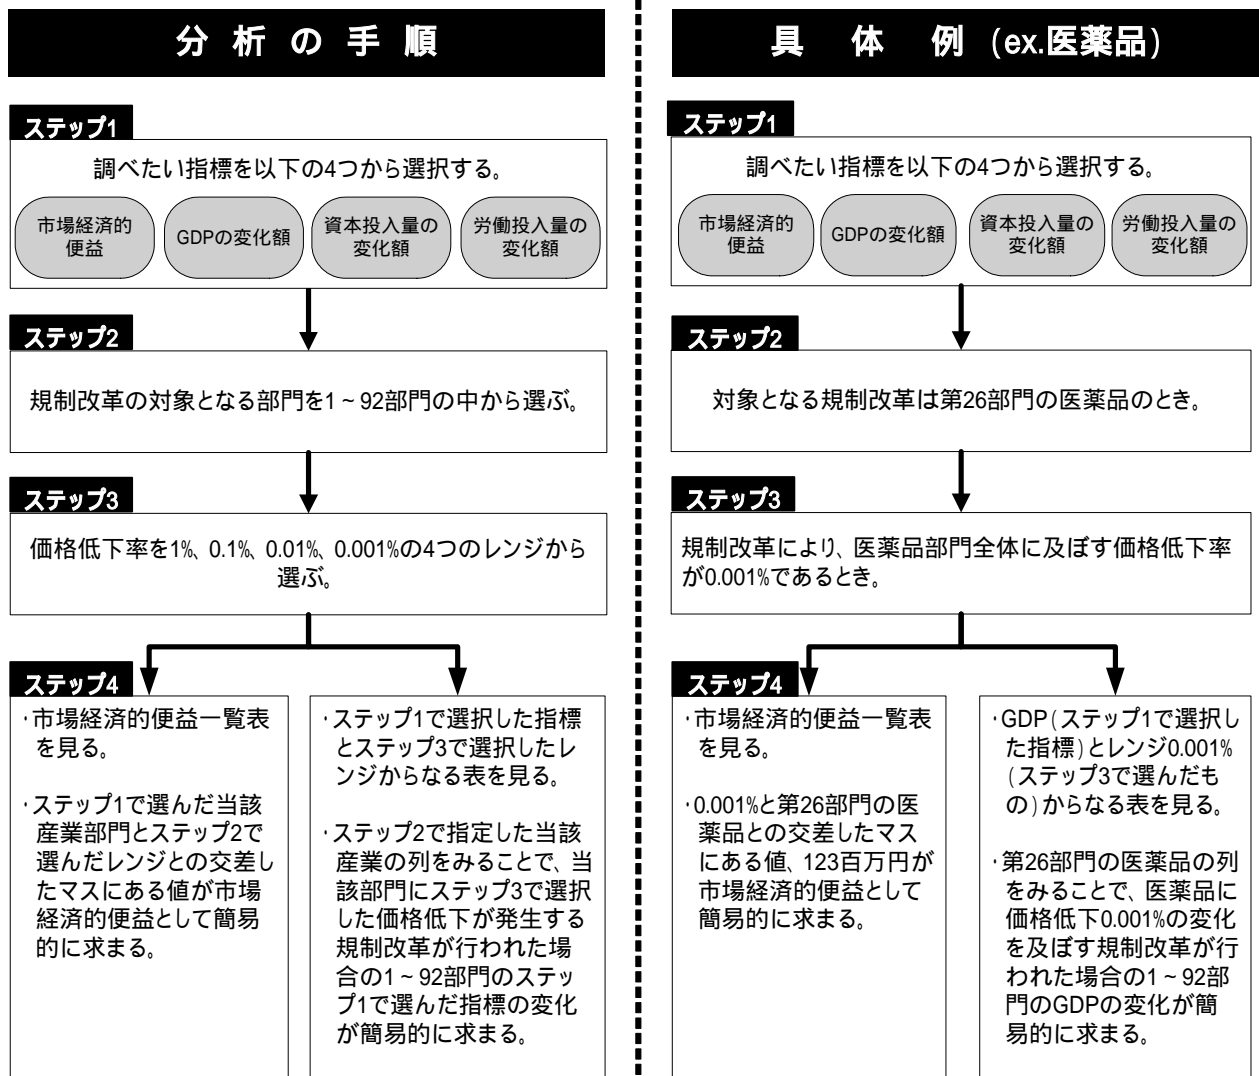 分析の手順
ステップ1
調べたい指標を以下の4つから選択する。
市場経済的
便益
GDPの変化額
資本投入量の
変化額
労働投入量の
変化額
ステップ2
規制改革の対象となる部門を1~92部門の中から選ぶ。
ステップ3
価格低下率を1%、0.1%、0.01%、0.001%の4つのレンジから
選ぶ。
ステップ4
・市場経済的便益一覧表
を見る。
・ステップ1で選んだ当該
産業部門とステップ2で
選んだレンジとの交差し
たマスにある値が市場
経済的便益として簡易
的に求まる。
・ステップ1で選択した指標
とステップ3で選択したレ
ンジからなる表を見る。
・ステップ2で指定した当該
産業の列をみることで、当
該部門にステップ3で選択
した価格低下が発生する
規制改革が行われた場
合の1~92部門のステッ
プ1で選んだ指標の変化
が簡易的に求まる。
具体例(ex.医薬品)
ステップ1
調べたい指標を以下の4つから選択する。
市場経済的
便益
GDPの変化額
資本投入量の
変化額
労働投入量の
変化額
ステップ2
対象となる規制改革は第26部門の医薬品のとき。
ステップ3
規制改革により、医薬品部門全体に及ぼす価格低下率
が0.001%であるとき。
ステップ4
・市場経済的便益一覧表
を見る。
・0.001%と第26部門の医
薬品との交差したマス
にある値、123百万円が
市場経済的便益として
簡易的に求まる。
・GDP(ステップ1で選択し
た指標)とレンジ0.001%
(ステップ3で選んだも
の)からなる表を見る。
・第26部門の医薬品の列
をみることで、医薬品に
価格低下0.001%の変化
を及ぼす規制改革が行
われた場合の1~92部
門のGDPの変化が簡
易的に求まる。